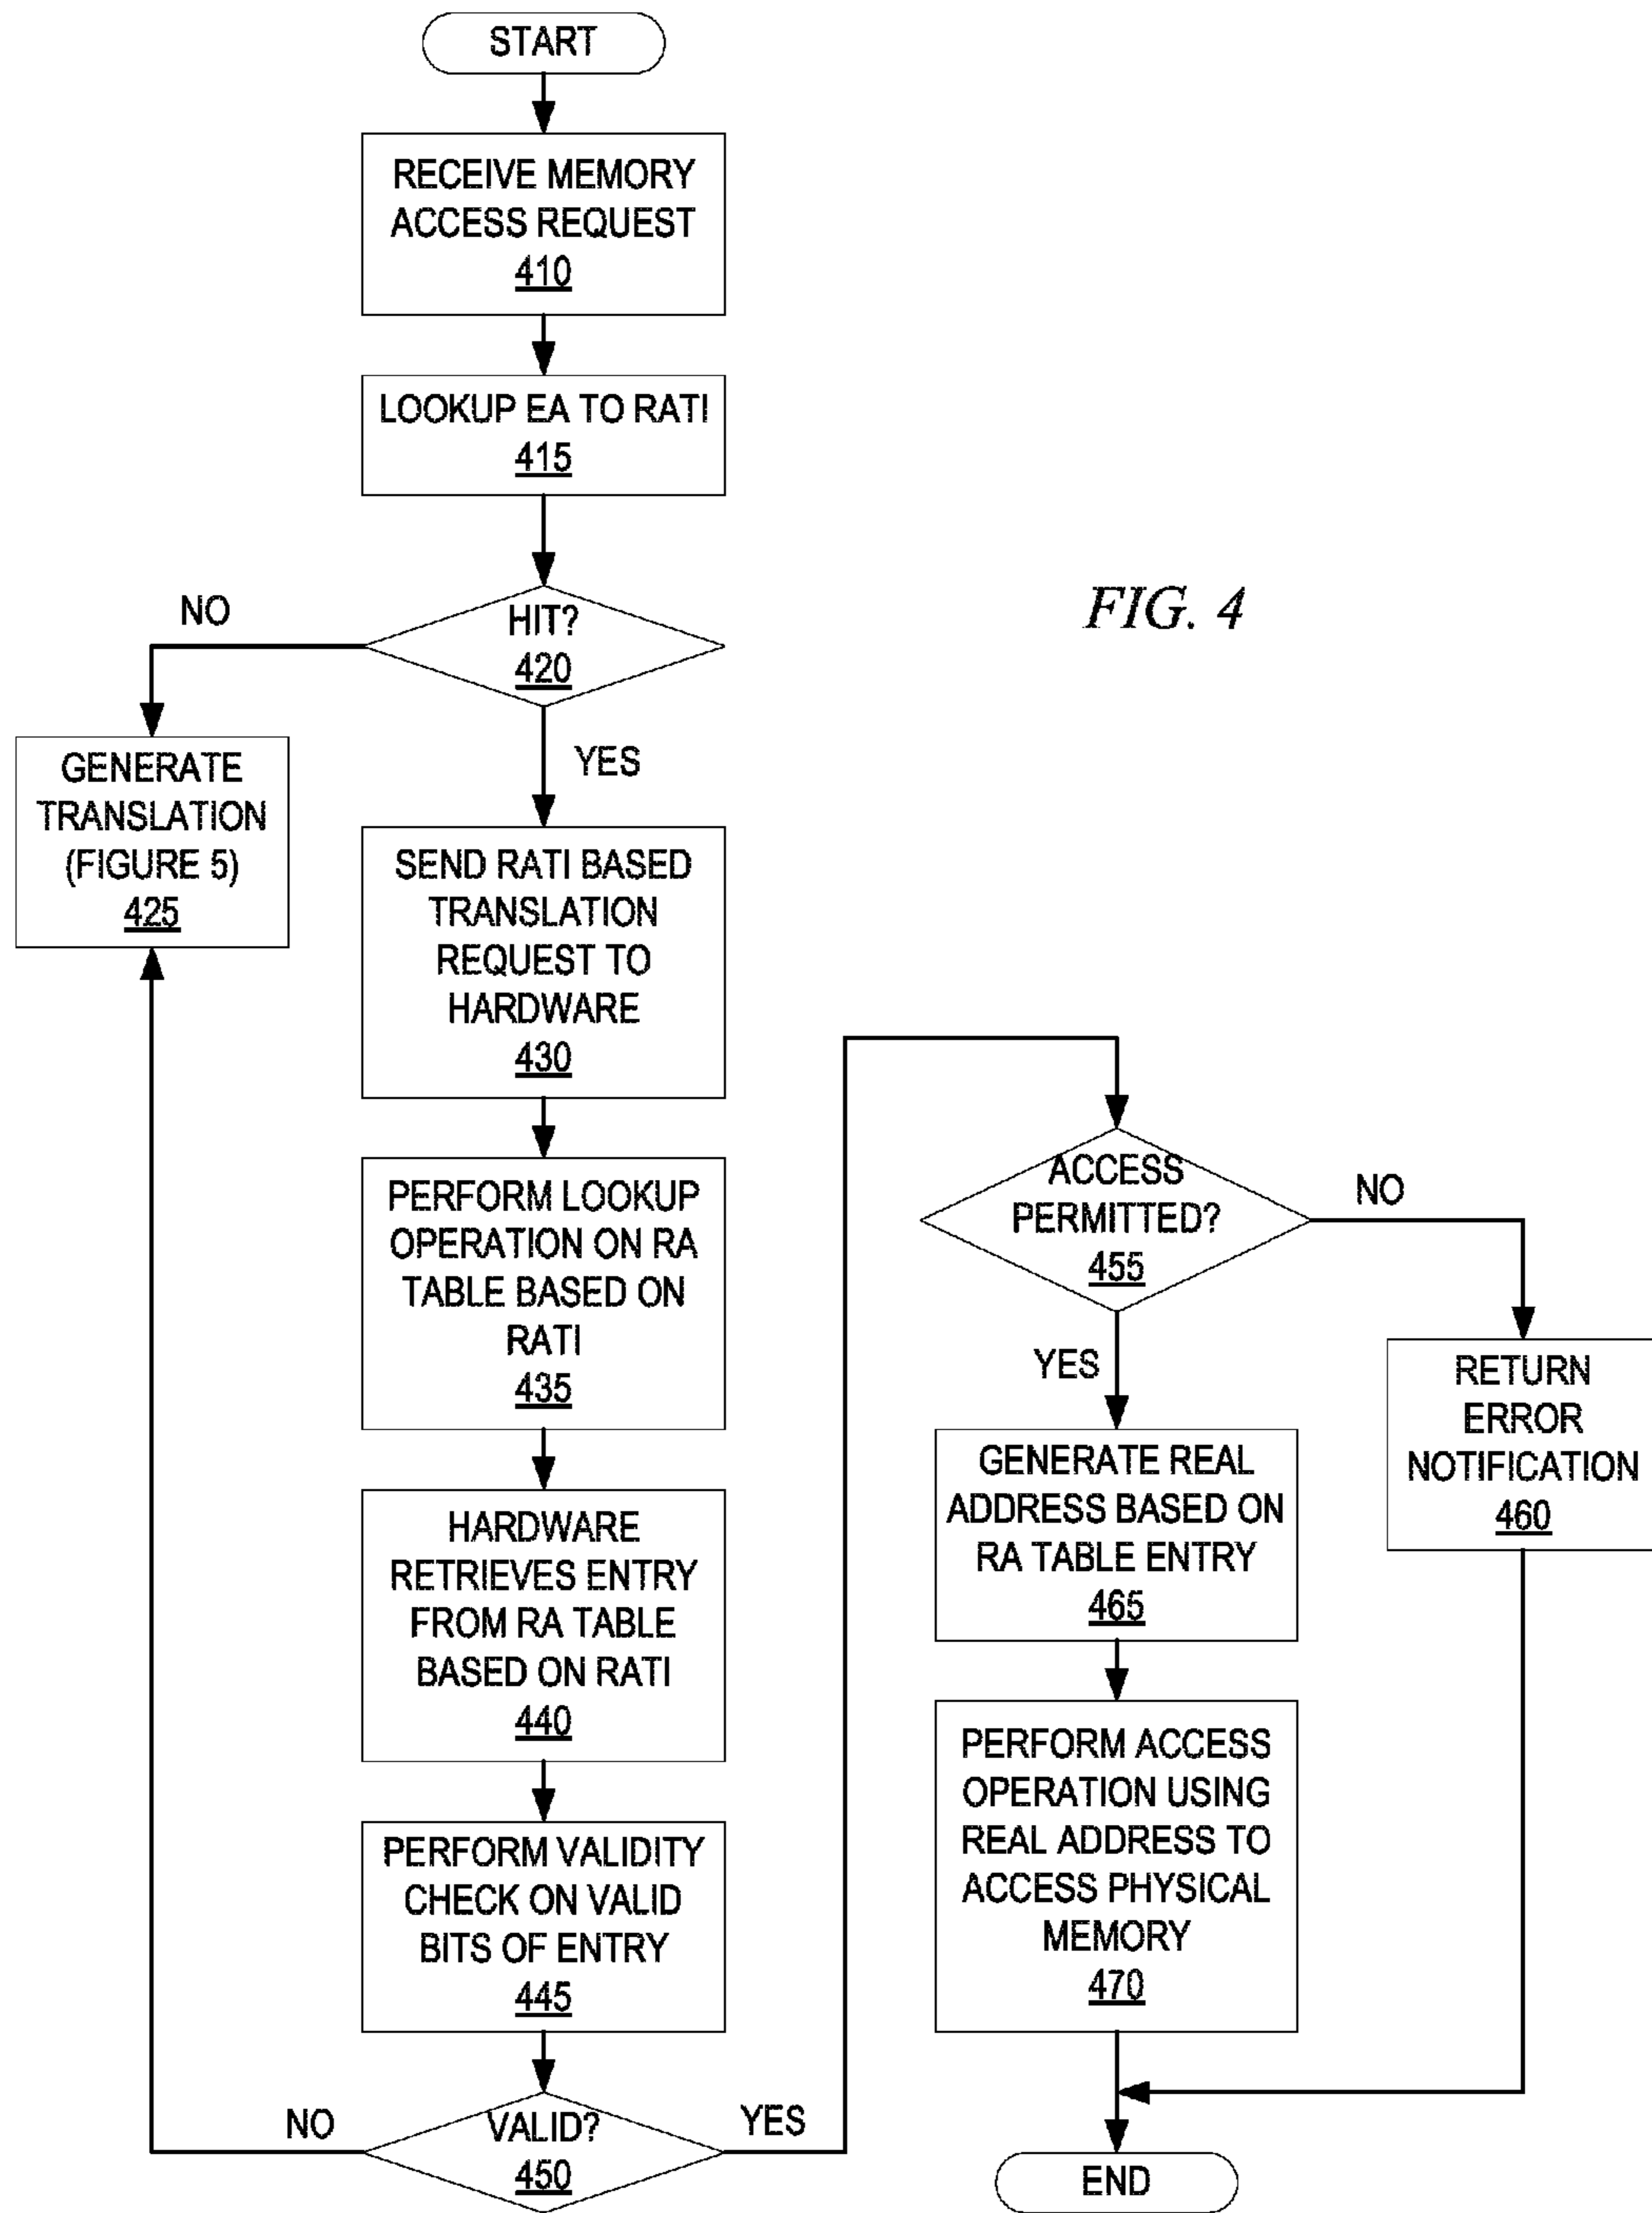 START
RECEIVE MEMORY
ACCESS REQUEST
410
LOOKUP EA TO RATI
415
HIT?
420
NO
YES
FIG. 4
GENERATE
TRANSLATION
(FIGURE 5)
425
SEND RATI BASED
TRANSLATION
REQUEST TO
HARDWARE
430
PERFORM LOOKUP
OPERATION ON RA
TABLE BASED ON
RATI
435
HARDWARE
RETRIEVES ENTRY
FROM RA TABLE
BASED ON RATI
440
PERFORM VALIDITY
CHECK ON VALID
BITS OF ENTRY
445
VALID?
450
NO
YES
ACCESS
PERMITTED?
455
NO
YES
RETURN
ERROR
NOTIFICATION
460
GENERATE REAL
ADDRESS BASED ON
RA TABLE ENTRY
465
PERFORM ACCESS
OPERATION USING
REAL ADDRESS TO
ACCESS PHYSICAL
MEMORY
470
END